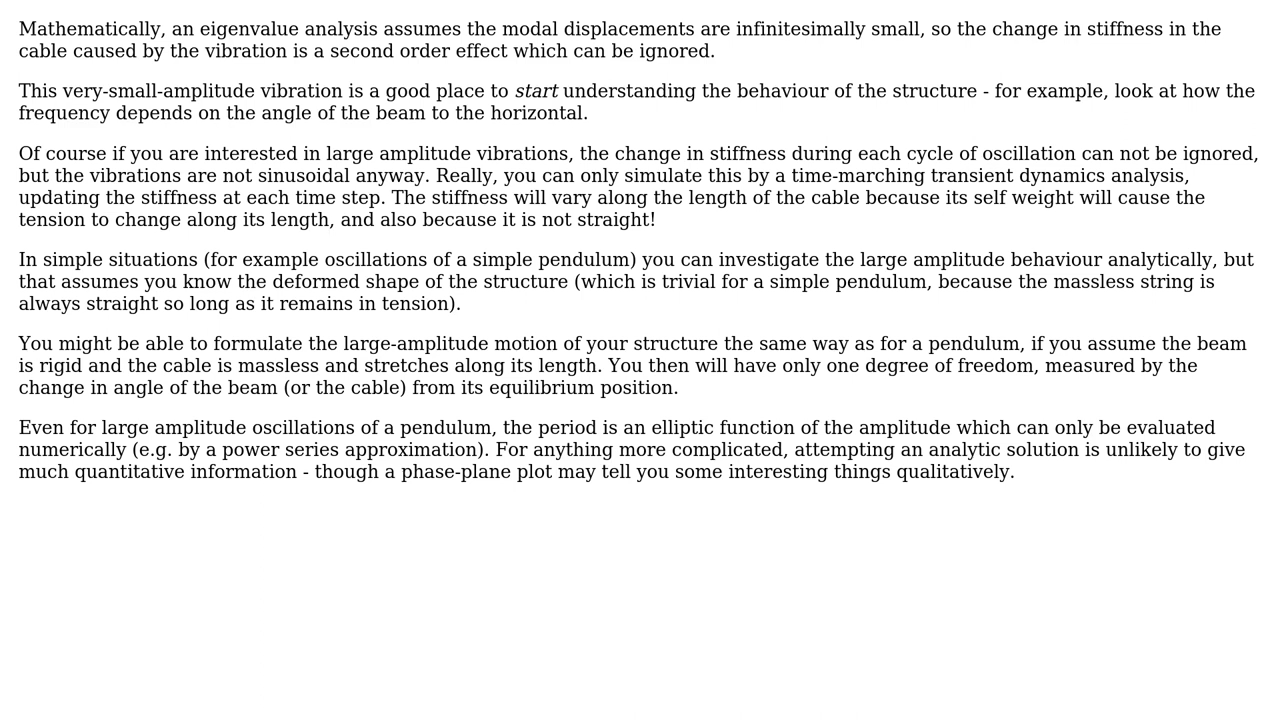 Mathematically, an eigenvalue analysis assumes the modal displacements are infinitesimally small, so the change in stiffness in the
cable caused by the vibration is a second order effect which can be ignored.
This very-small-amplitude vibration is a good place to start understanding the behaviour of the structure - for example, look at how the
frequency depends on the angle of the beam to the horizontal.
Of course if you are interested in large amplitude vibrations, the change in stiffness during each cycle of oscillation can not be ignored,
but the vibrations are not sinusoidal anyway. Really, you can only simulate this by a time-marching transient dynamics analysis,
updating the stiffness at each time step. The stiffness will vary along the length of the cable because its self weight will cause the
tension to change along its length, and also because it is not straight!
In simple situations (for example oscillations of a simple pendulum) you can investigate the large amplitude behaviour analytically, but
that assumes you know the deformed shape of the structure (which is trivial for a simple pendulum, because the massless string is
always straight so long as it remains in tension).
You might be able to formulate the large-amplitude motion of your structure the same way as for a pendulum, if you assume the beam
is rigid and the cable is massless and stretches along its length. You then will have only one degree of freedom, measured by the
change in angle of the beam (or the cable) from its equilibrium position.
Even for large amplitude oscillations of a pendulum, the period is an elliptic function of the amplitude which can only be evaluated
numerically (e.g. by a power series approximation). For anything more complicated, attempting an analytic solution is unlikely to give
much quantitative information - though a phase-plane plot may tell you some interesting things qualitatively.